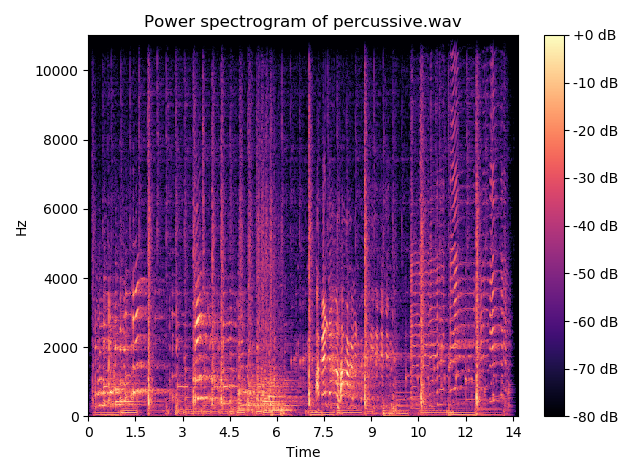 Power spectrogram of percussive.wav
Hz
10000
8000
6000
4000
2000
0
0 1.5 3 4.5 6 7.5 9 10 12 14
Time
+0 dB
-10 dB
-20 dB
-30 dB
-40 dB
-50 dB
-60 dB
-70 dB
-80 dB